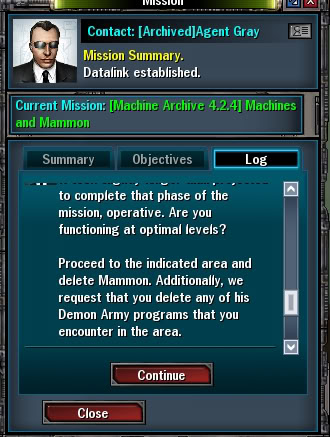 Mission
Contact: [Archived]Agent Gray
Mission Summary.
Datalink established.
Current Mission: [Machine Archive 4.2.4] Machines
and Mammon
Summary
Objectives
Log
to complete that phase of the
mission, operative. Are you
functioning at optimal levels?
Proceed to the indicated area and
delete Mammon. Additionally, we
request that you delete any of his
Demon Army programs that you
encounter in the area.
Continue
Close